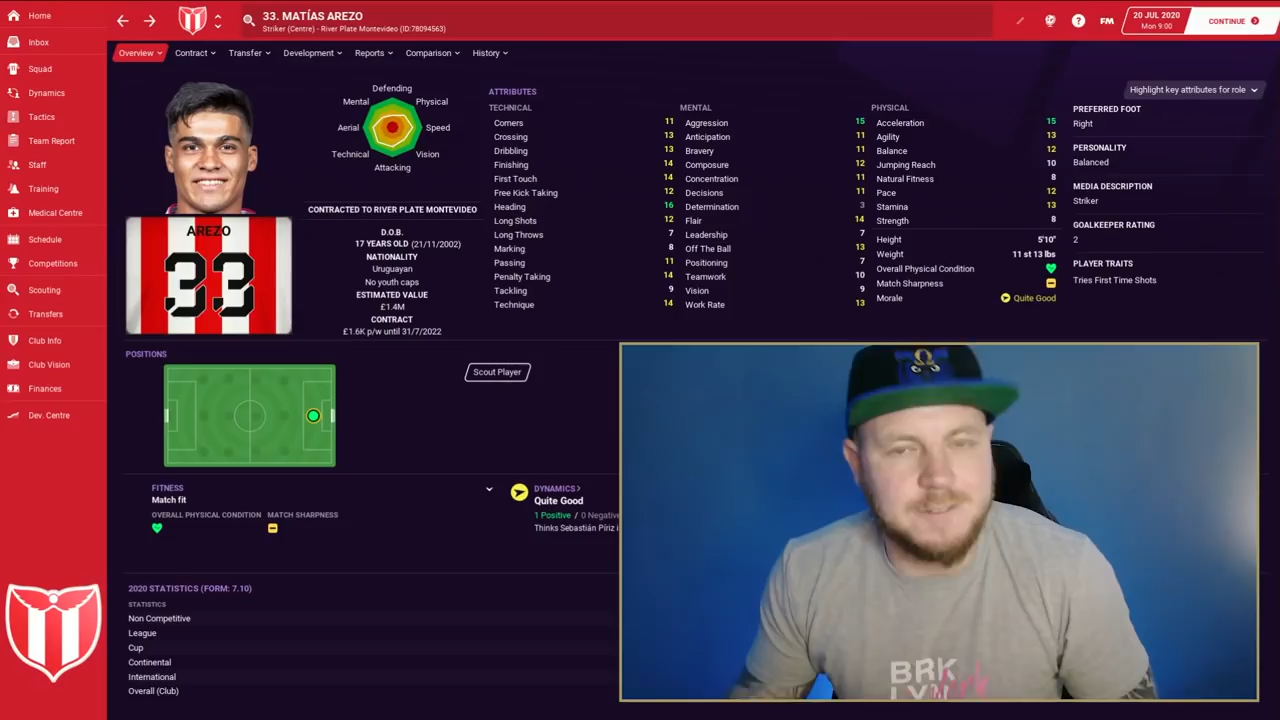 Home
Inbox
Squad
Dynamics
Tactics
Team Report
Staff
Training
Medical Centre
Schedule
Competitions
Scouting
Transfers
Club Info
Club Vision
Finances
Dev. Centre
33. MATÍAS AREZO
Striker (Centre) - River Plate Montevideo (ID:78094563)
FM
20 JUL 2020
Mon 9:00
CONTINUE
Overview
Contract
Transfer
Development
Reports
Comparison
History
Highlight key attributes for role
Defending
Mental
Physical
Aerial
Speed
Technical
Vision
Attacking
CONTRACTED TO RIVER PLATE MONTEVIDEO
D.O.B.
17 YEARS OLD (21/11/2002)
NATIONALITY
Uruguayan
No youth caps
ESTIMATED VALUE
£1.4M
CONTRACT
£1.6K p/w until 31/7/2022
AREZO
33
ATTRIBUTES
TECHNICAL
Corners 11
Crossing 13
Dribbling 13
Finishing 14
First Touch 14
Free Kick Taking 12
Heading 16
Long Shots 12
Long Throws 7
Marking 8
Passing 11
Penalty Taking 14
Tackling 9
Technique 14
MENTAL
Aggression 15
Anticipation 11
Bravery 11
Composure 12
Concentration 11
Decisions 11
Determination 3
Flair 14
Leadership 7
Off The Ball 13
Positioning 7
Teamwork 10
Vision 9
Work Rate 13
PHYSICAL
Acceleration 15
Agility 13
Balance 12
Jumping Reach 10
Natural Fitness 8
Pace 12
Stamina 13
Strength 8
Height 5'10"
Weight 11 st 13 lbs
Overall Physical Condition
Match Sharpness
Morale Quite Good
PREFERRED FOOT
Right
PERSONALITY
Balanced
MEDIA DESCRIPTION
Striker
GOALKEEPER RATING
2
PLAYER TRAITS
Tries First Time Shots
POSITIONS
Scout Player
FITNESS
Match fit
OVERALL PHYSICAL CONDITION MATCH SHARPNESS
DYNAMICS
Quite Good
1 Positive / 0 Negative
Thinks Sebastián Píriz
2020 STATISTICS (FORM: 7.10)
STATISTICS
Non Competitive
League
Cup
Continental
International
Overall (Club)
BRK
LYN